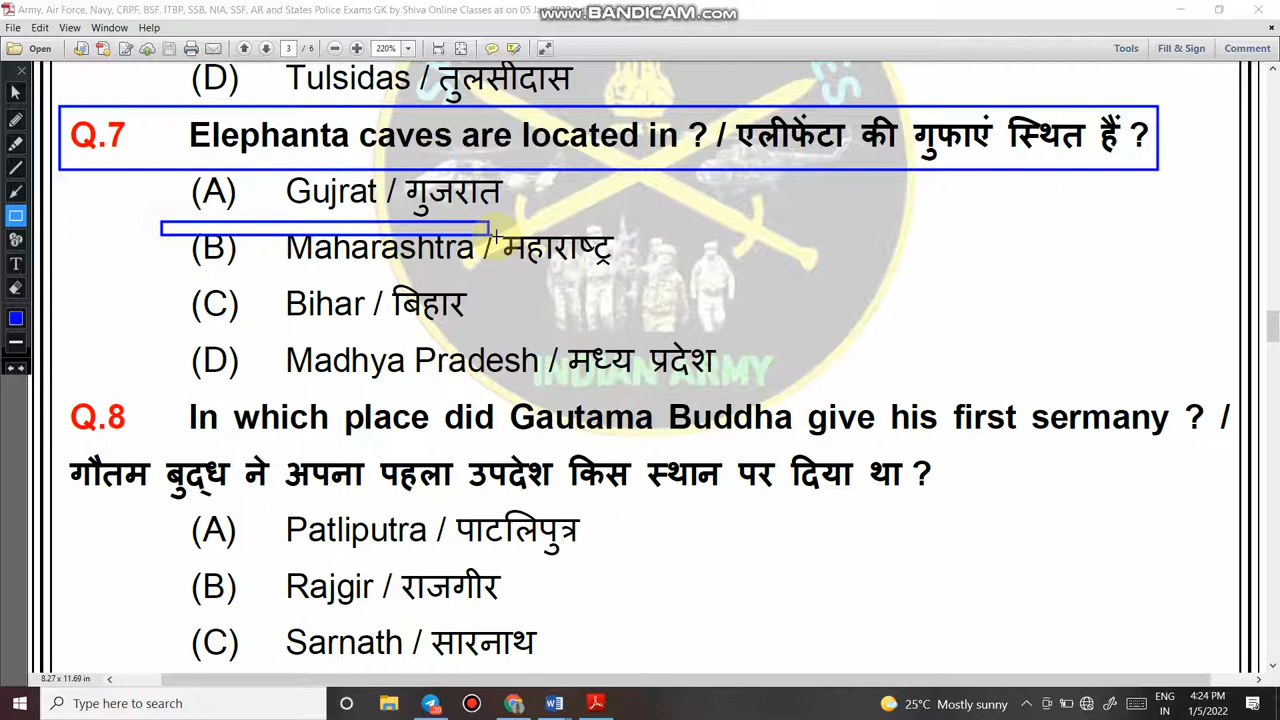 Army, Air Force, Navy, CRPF, BSF, ITBP, SSB, NIA, SSF, AR and States Police Exams GK by Shiva Online Classes as on 05
www.BANDICAM.com
File Edit View Window Help
Open 3 / 6 220% Tools Fill & Sign Comment
(D) Tulsidas / तुलसीदास
Q.7 Elephanta caves are located in ? / एलीफेंटा की गुफाएं स्थित हैं ?
(A) Gujrat / गुजरात
(B) Maharashtra / महाराष्ट्र
(C) Bihar / बिहार
(D) Madhya Pradesh / मध्य प्रदेश
INDIAN ARMY
Q.8 In which place did Gautama Buddha give his first sermany ? /
गौतम बुद्ध ने अपना पहला उपदेश किस स्थान पर दिया था ?
(A) Patliputra / पाटलिपुत्र
(B) Rajgir / राजगीर
(C) Sarnath / सारनाथ
8.27 x 11.69 in
Type here to search 25°C Mostly sunny ENG 4:24 PM
IN 1/5/2022